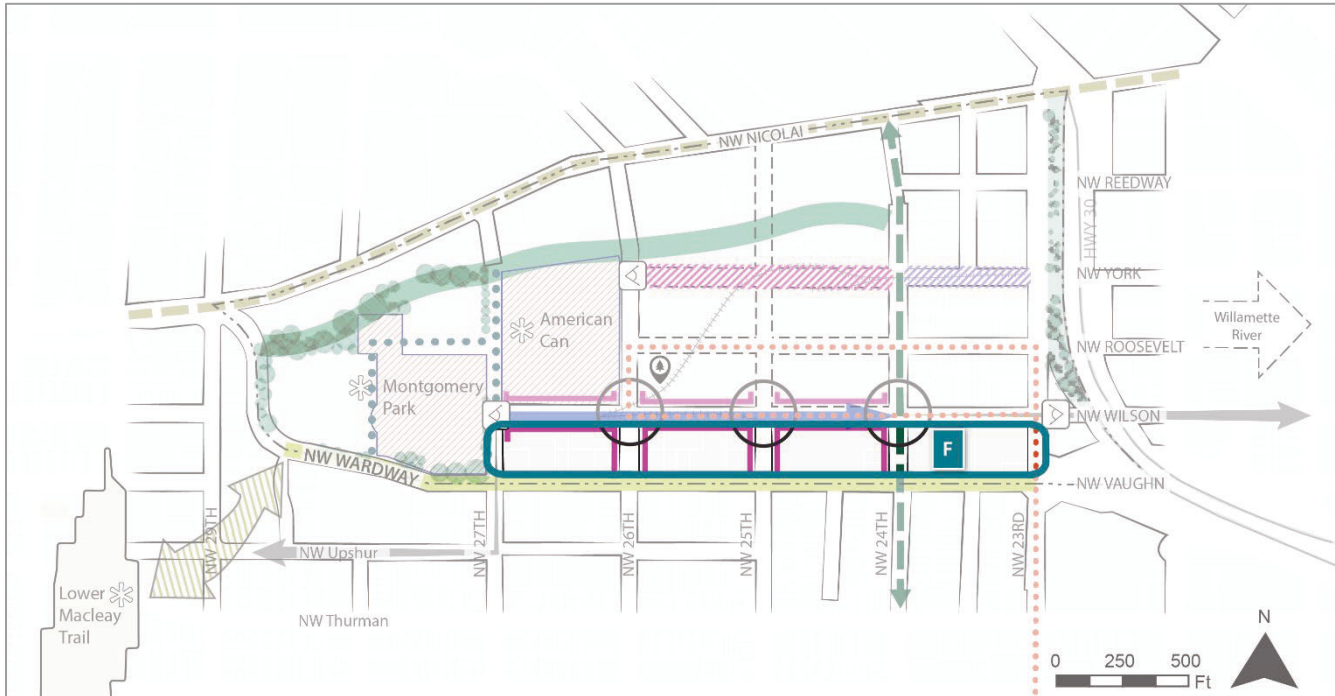 NW NICOLAI
NW REEDWAY
HWY 30
NW YORK
Willamette
River
American
Can
NW ROOSEVELT
Montgomery
Park
NW WILSON
F
NW WARDWAY
NW VAUGHN
NW 29TH
NW 27TH
NW 26TH
NW 25TH
NW 24TH
NW 23RD
NW Upshur
Lower
Macleay
Trail
NW Thurman
N
0 250 500
Ft